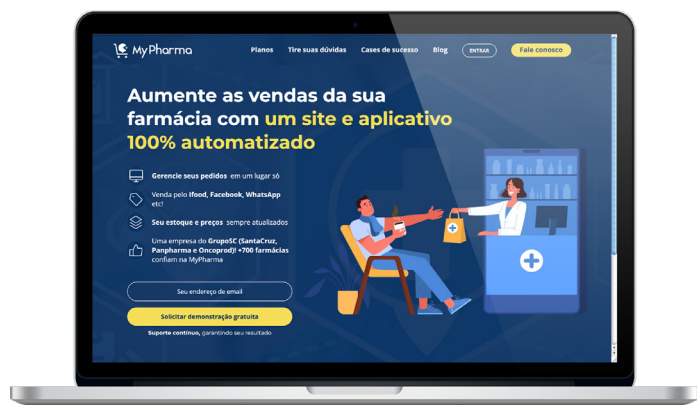 MyPharma
Planos Tire suas dúvidas Cases de sucesso Blog ENTRAR Fale conosco
Aumente as vendas da sua
farmácia com um site e aplicativo
100% automatizado
Gerencie seus pedidos em um lugar só
Venda pelo Ifood, Facebook, WhatsApp
etc!
Seu estoque e preços sempre atualizados
Uma empresa do GrupoSC (SantaCruz,
Panpharma e Oncoprod)! +700 farmácias
confiam na MyPharma
Seu endereço de email
Solicitar demonstração gratuita
Suporte contínuo, garantindo seu resultado